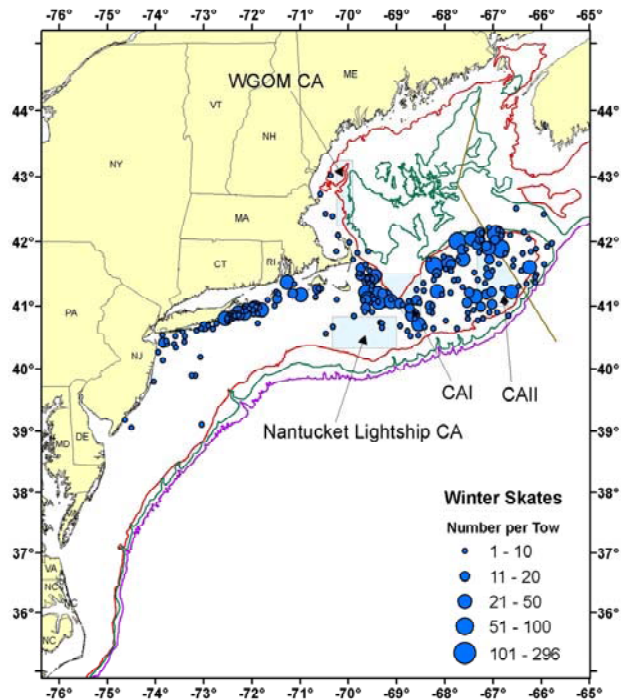 -76° -75° -74° -73° -72° -71° -70° -69° -68° -67° -66° -65°
ME
WGOM CA
44°
VT
NH
NY
43°
MA
42°
CT RI
41°
PA
NJ
40°
CAI CAII
Nantucket Lightship CA
39°
MD DE
38°
Winter Skates
Number per Tow
37°
1 - 10
VA
11 - 20
NC NC
36°
21 - 50
51 - 100
NC
101 - 296
-76° -75° -74° -73° -72° -71° -70° -69° -68° -67° -66° -65°
44°
43°
42°
41°
40°
39°
38°
37°
36°